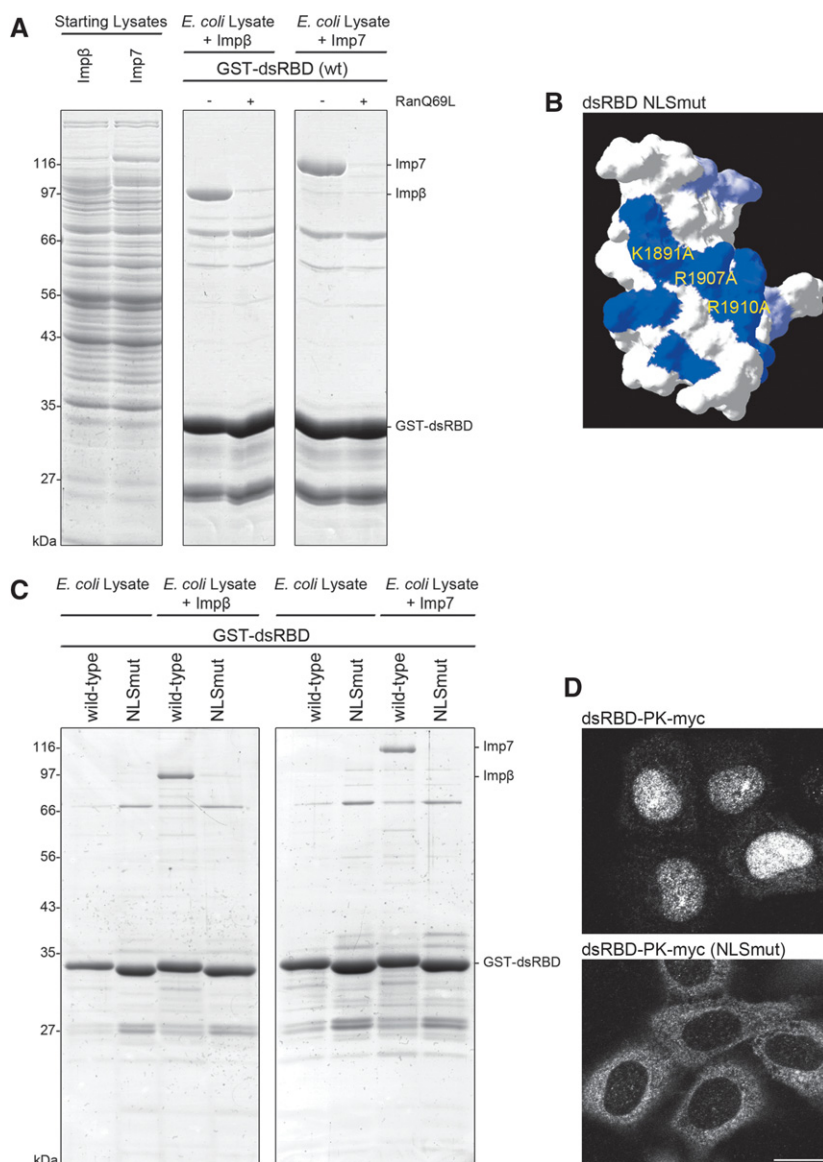 A
Starting Lysates
Impβ
Imp7
E. coli Lysate
+ Impβ
E. coli Lysate
+ Imp7
GST-dsRBD (wt)
- + - + RanQ69L
116
97
66
56
43
35
27
kDa
Imp7
Impβ
GST-dsRBD
B
dsRBD NLSmut
K1891A
R1907A
R1910A
C
E. coli Lysate
E. coli Lysate
+ Impβ
E. coli Lysate
E. coli Lysate
+ Imp7
GST-dsRBD
wild-type
NLSmut
wild-type
NLSmut
wild-type
NLSmut
wild-type
NLSmut
116
97
66
56
43
35
27
kDa
Imp7
Impβ
GST-dsRBD
D
dsRBD-PK-myc
dsRBD-PK-myc (NLSmut)